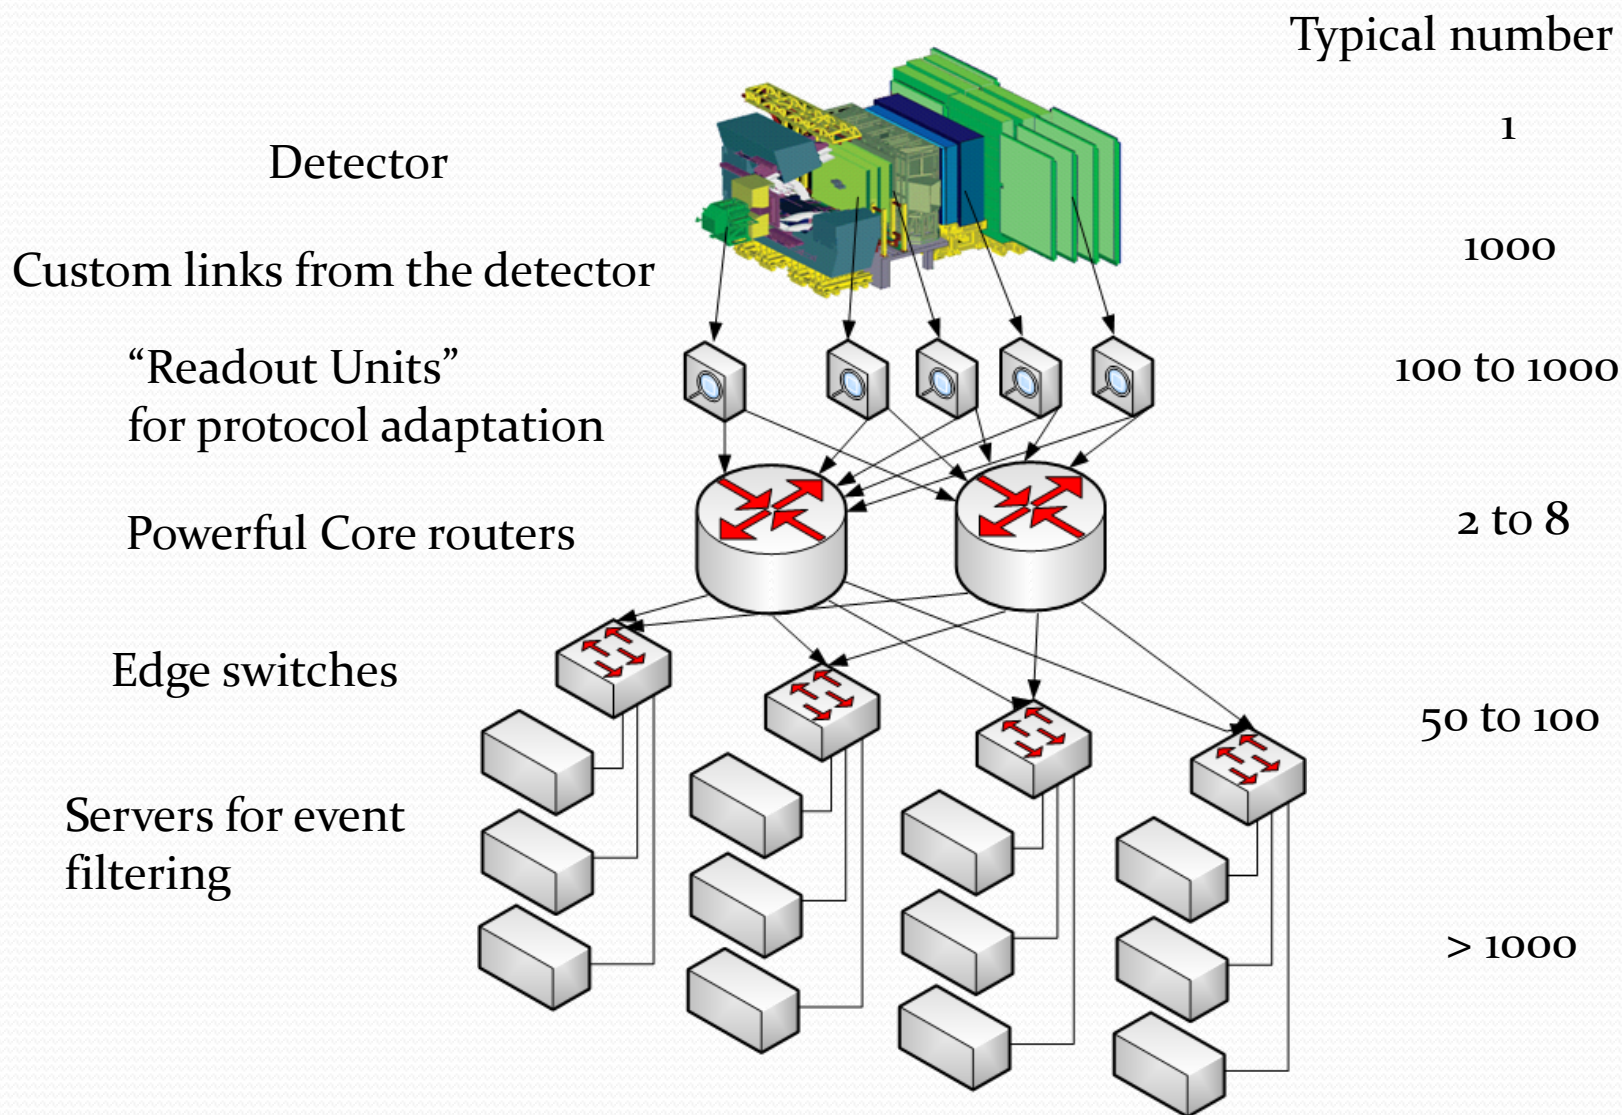 Typical number
Detector
1
Custom links from the detector
1000
“Readout Units”
for protocol adaptation
100 to 1000
Powerful Core routers
2 to 8
Edge switches
50 to 100
Servers for event
filtering
> 1000